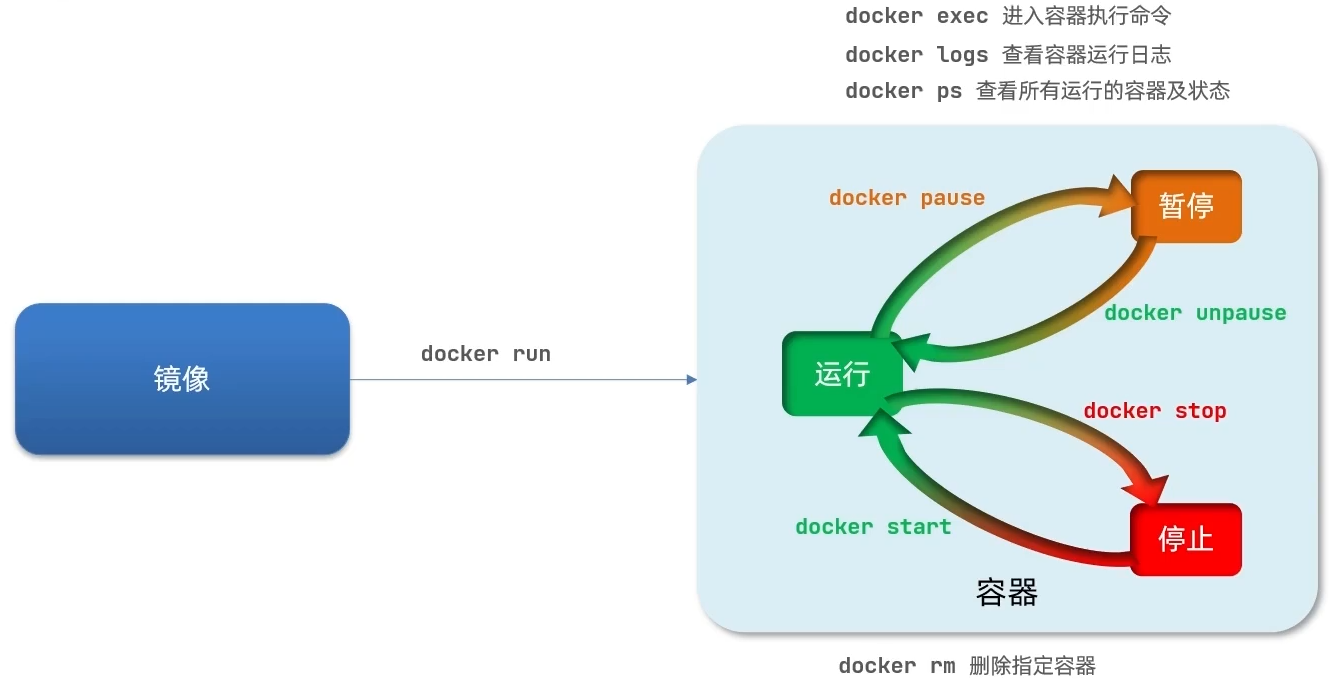 docker exec 进入容器执行命令
docker logs 查看容器运行日志
docker ps 查看所有运行的容器及状态
docker pause
暂停
docker unpause
镜像
docker run
运行
docker stop
docker start
停止
容器
docker rm 删除指定容器